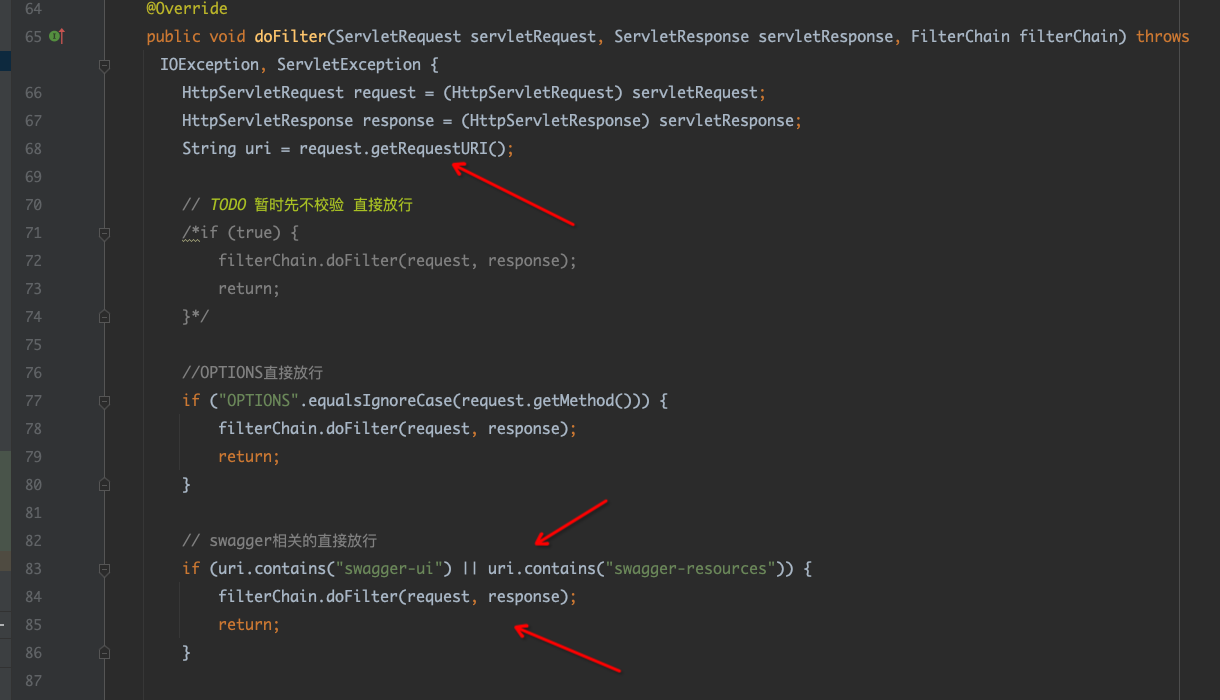 64 @Override
65 public void doFilter(ServletRequest servletRequest, ServletResponse servletResponse, FilterChain filterChain) throws
IOException, ServletException {
66 HttpServletRequest request = (HttpServletRequest) servletRequest;
67 HttpServletResponse response = (HttpServletResponse) servletResponse;
68 String uri = request.getRequestURI();
69
70 // TODO 暂时先不校验 直接放行
71 /*if (true) {
72 filterChain.doFilter(request, response);
73 return;
74 }*/
75
76 //OPTIONS直接放行
77 if ("OPTIONS".equalsIgnoreCase(request.getMethod())) {
78 filterChain.doFilter(request, response);
79 return;
80 }
81
82 // swagger相关的直接放行
83 if (uri.contains("swagger-ui") || uri.contains("swagger-resources")) {
84 filterChain.doFilter(request, response);
85 return;
86 }
87